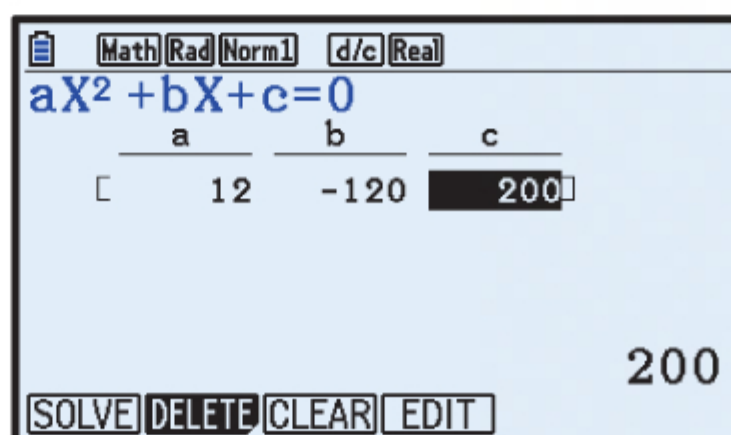 Math Rad Norm1 d/c Real
aX² +bX+c=0
a b c
[ 12 -120 200 ]
200
SOLVE DELETE CLEAR EDIT